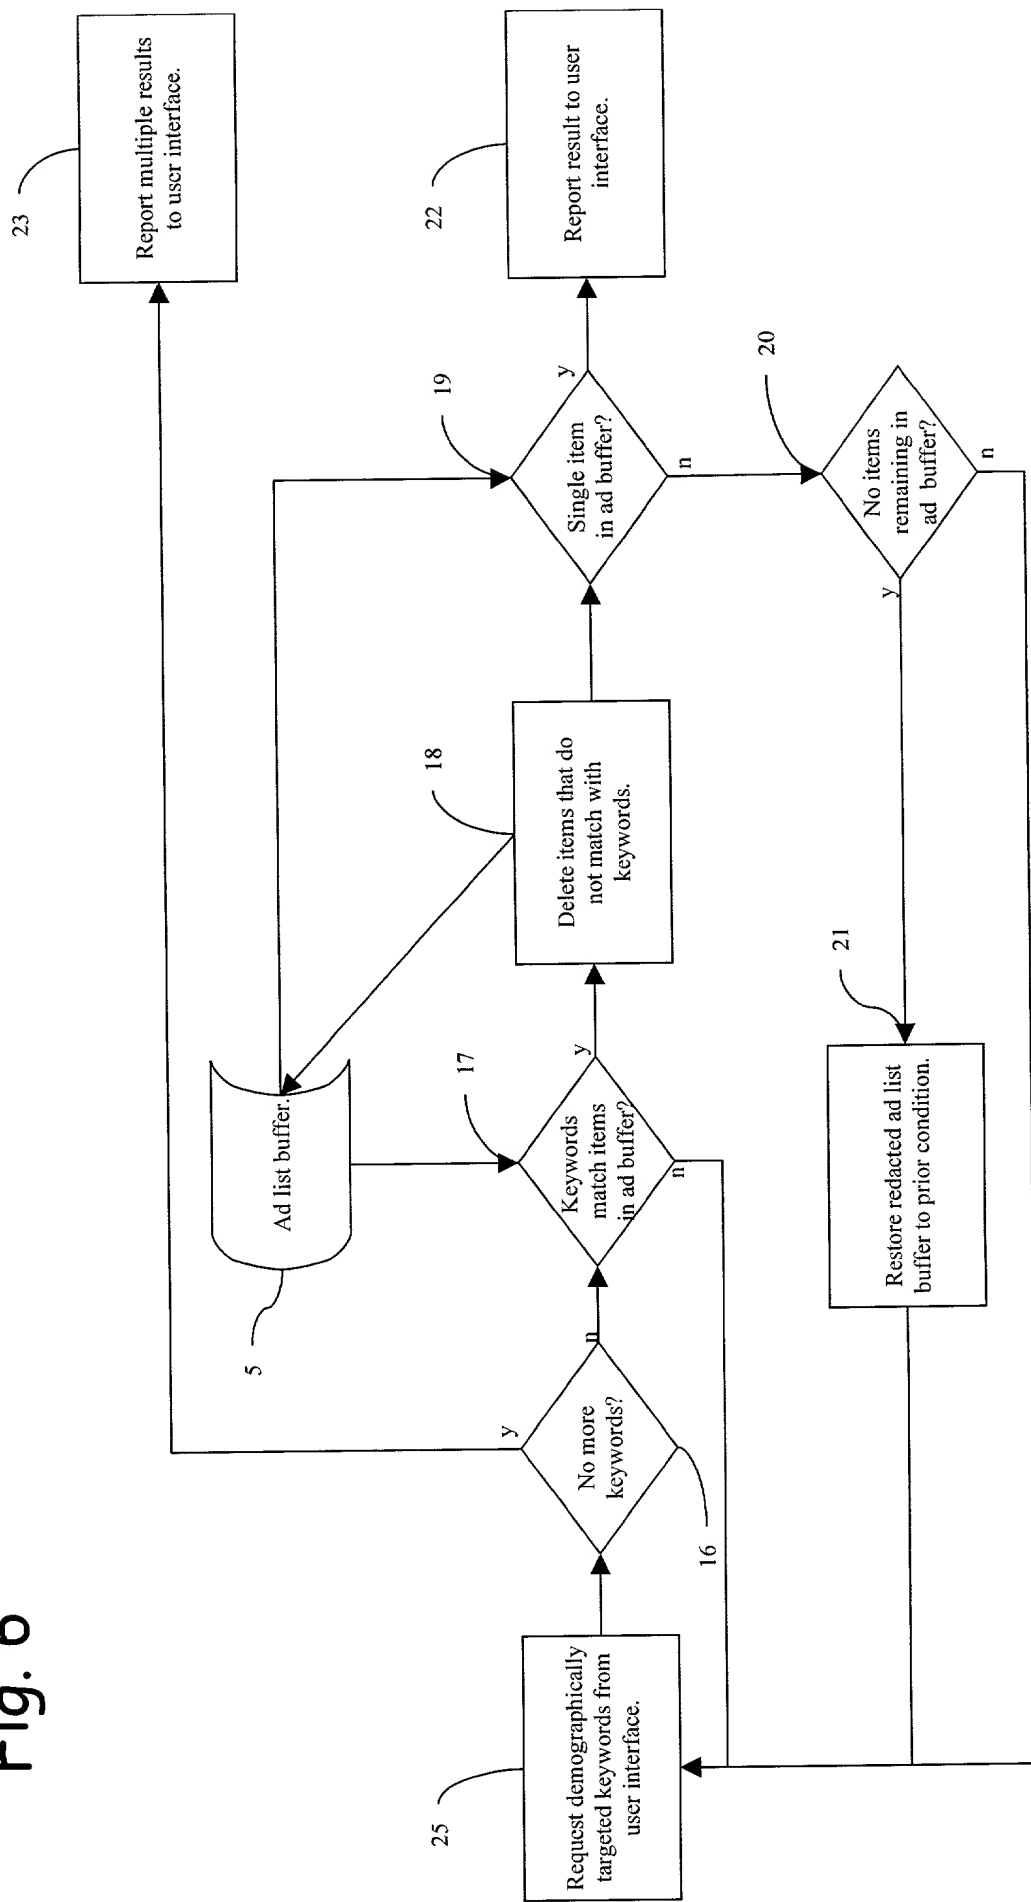 Fig. 6
23
Report multiple results
to user interface.
22
Report result to user
interface.
19
Single item
in ad buffer?
y
n
20
No items
remaining in
ad buffer?
y
n
18
Delete items that do
not match with
keywords.
5
Ad list buffer.
17
Keywords
match items
in ad buffer?
y
n
21
Restore redacted ad list
buffer to prior condition.
16
No more
keywords?
y
n
25
Request demographically
targeted keywords from
user interface.